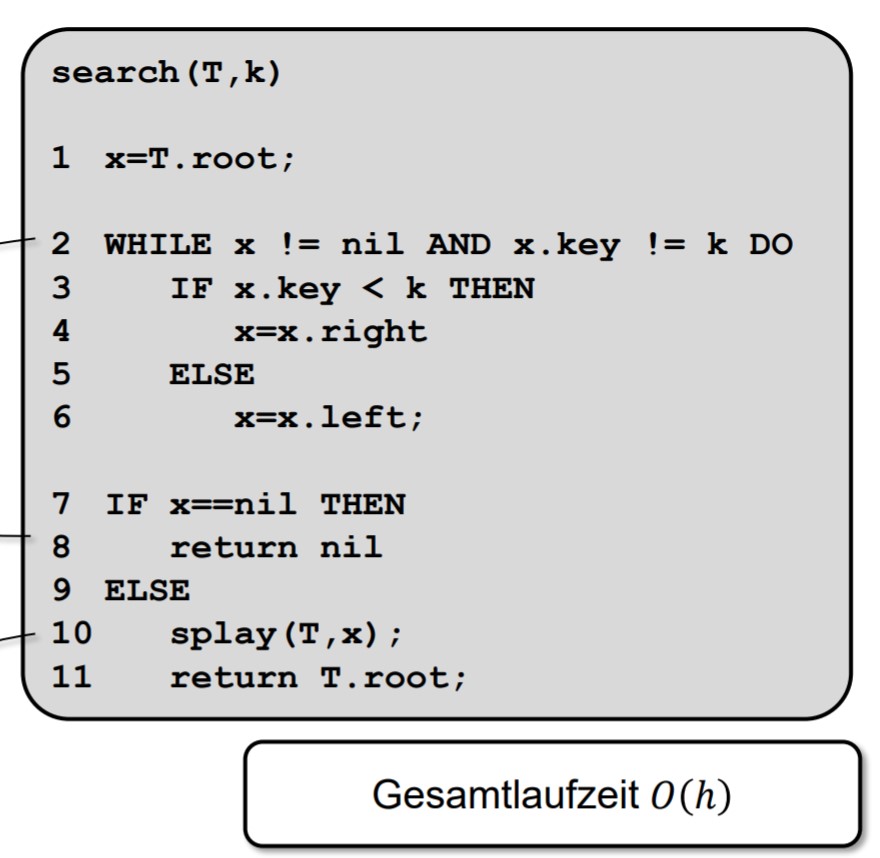 search(T,k)
1 x=T.root;
2 WHILE x != nil AND x.key != k DO
3 IF x.key < k THEN
4 x=x.right
5 ELSE
6 x=x.left;
7 IF x==nil THEN
8 return nil
9 ELSE
10 splay(T,x);
11 return T.root;
Gesamtlaufzeit O(h)